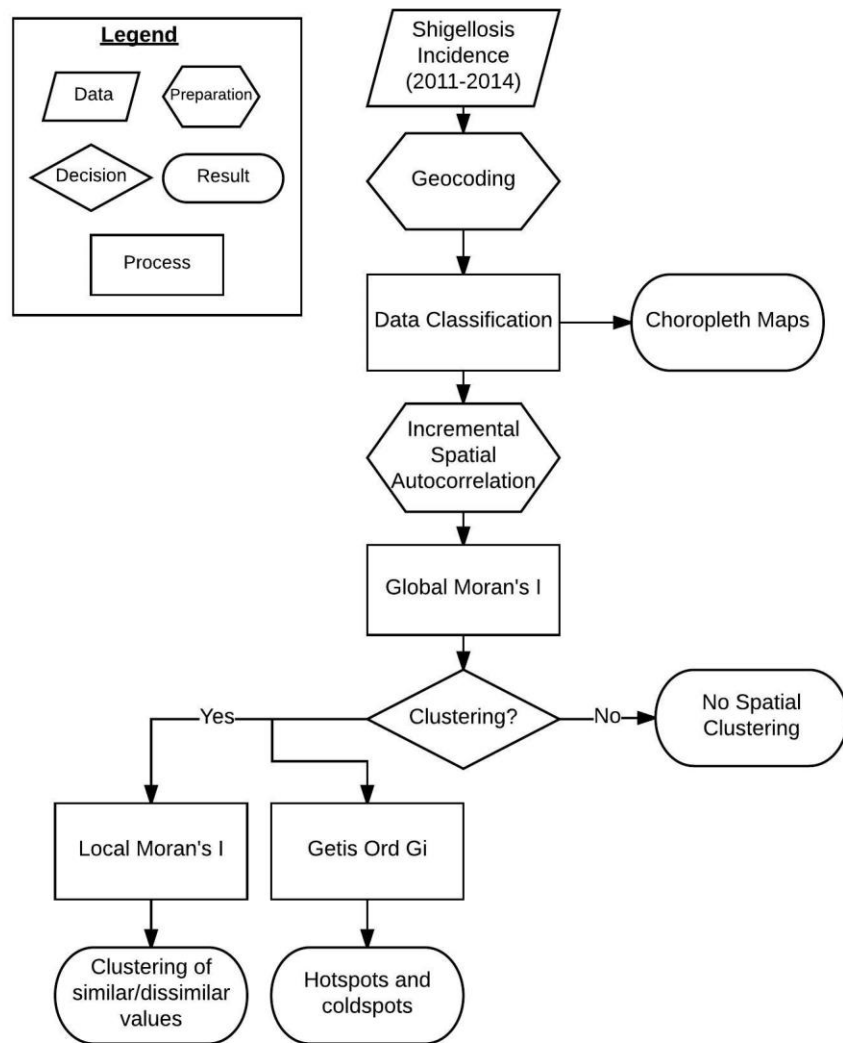 Legend
Data
Preparation
Decision
Result
Process
Shigellosis
Incidence
(2011-2014)
Geocoding
Data Classification
Choropleth Maps
Incremental
Spatial
Autocorrelation
Global Moran's I
Clustering?
Yes
No
No Spatial
Clustering
Local Moran's I
Getis Ord Gi
Clustering of
similar/dissimilar
values
Hotspots and
coldspots